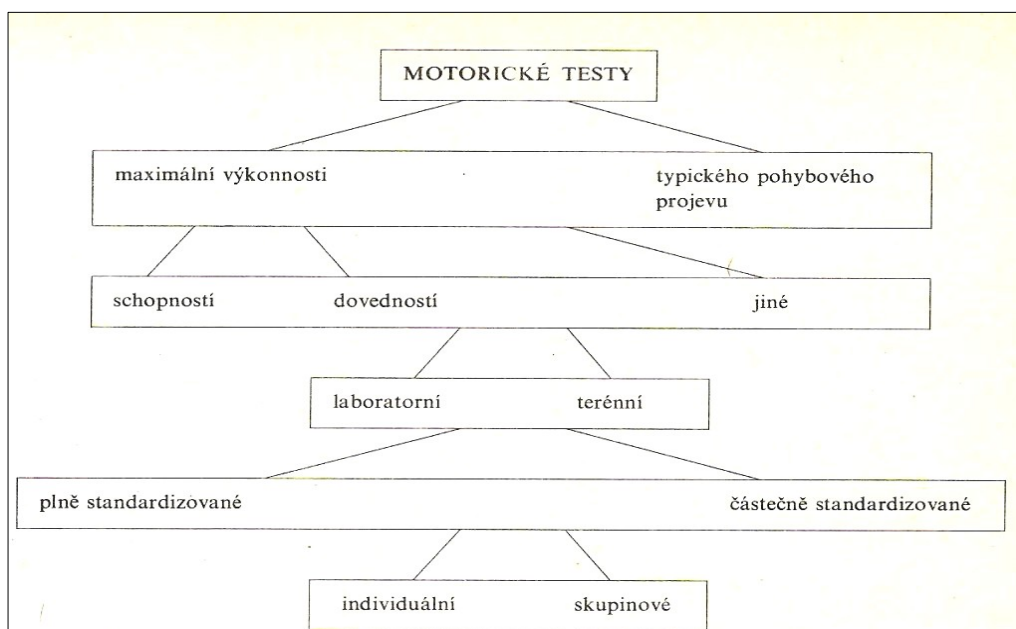 MOTORICKÉ TESTY
maximální výkonnosti
typického pohybového
projevu
schopností dovedností jiné
laboratorní terénní
plně standardizované částečně standardizované
individuální skupinové